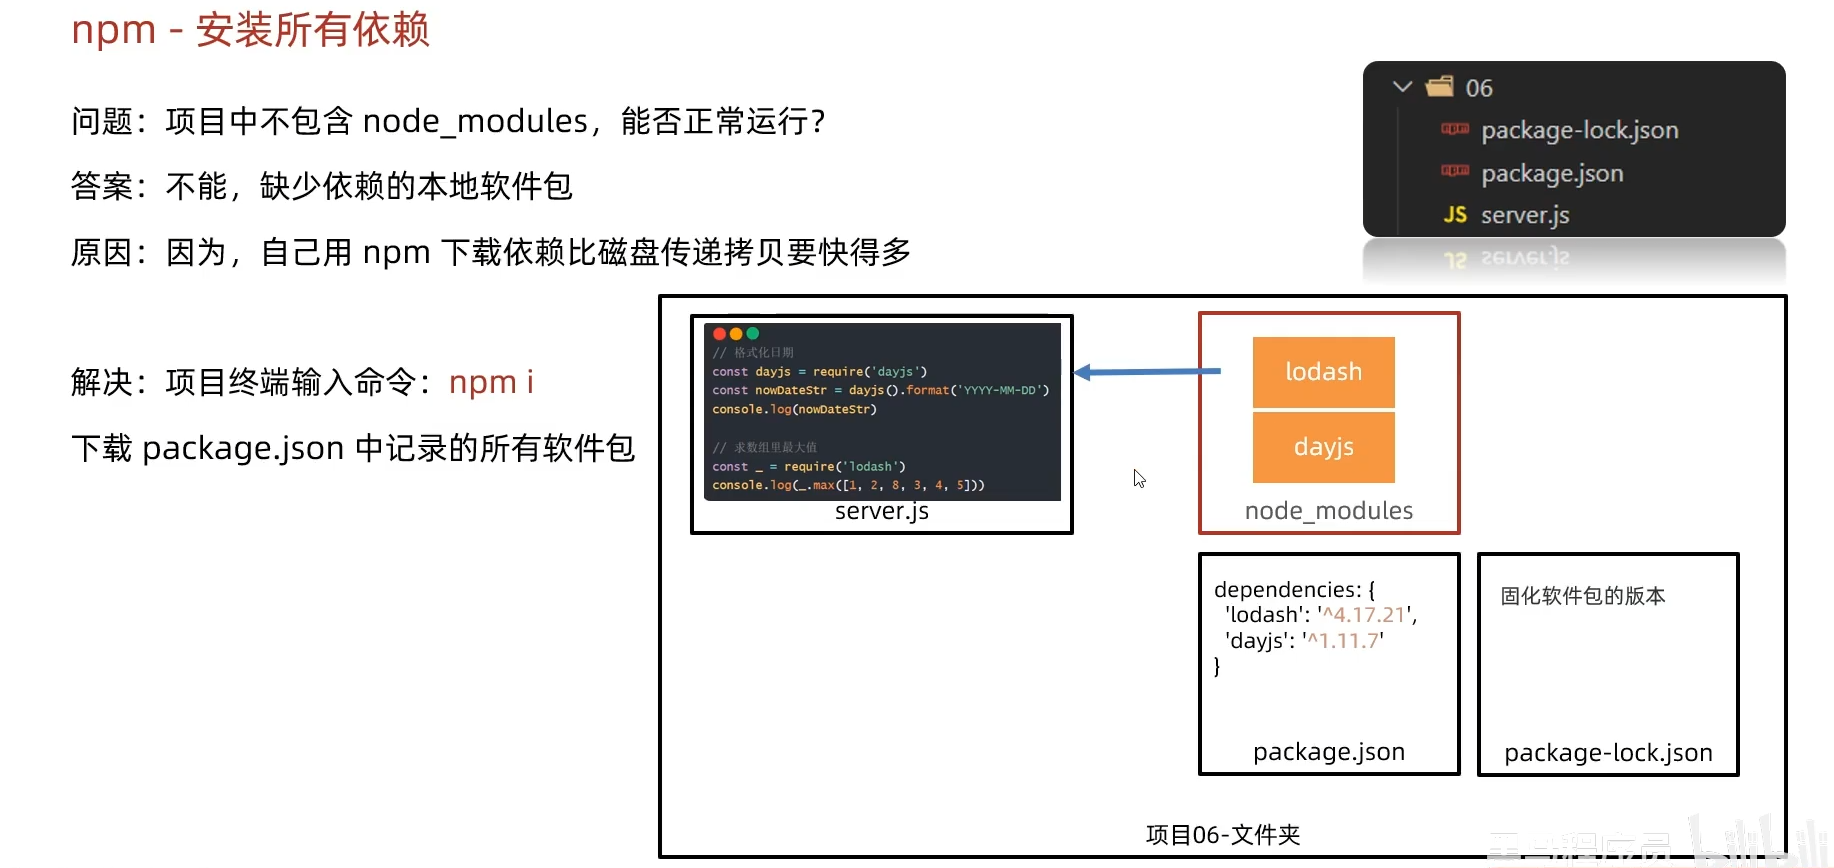 npm - 安装所有依赖
问题：项目中不包含 node_modules，能否正常运行？
答案：不能，缺少依赖的本地软件包
原因：因为，自己用 npm 下载依赖比磁盘传递拷贝要快得多
解决：项目终端输入命令：npm i
下载 package.json 中记录的所有软件包
06
package-lock.json
package.json
JS server.js
// 格式化日期
const dayjs = require('dayjs')
const nowDateStr = dayjs().format('YYYY-MM-DD')
console.log(nowDateStr)
// 求数组里最大值
const _ = require('lodash')
console.log(_.max([1, 2, 8, 3, 4, 5]))
server.js
lodash
dayjs
node_modules
dependencies: {
'lodash': '^4.17.21',
'dayjs': '^1.11.7'
}
package.json
固化软件包的版本
package-lock.json
项目06-文件夹